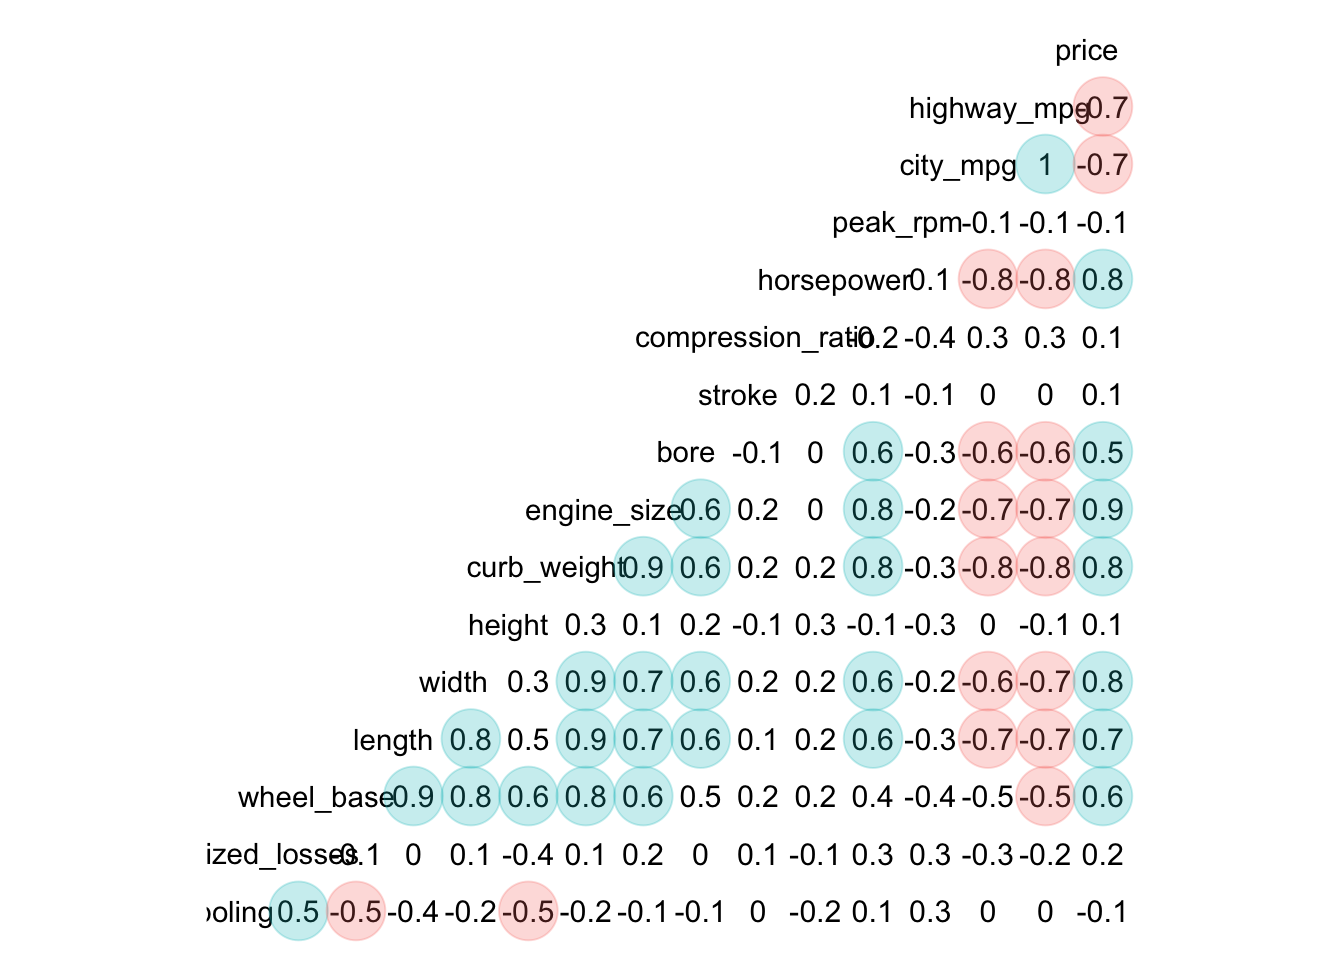 price
highway_mpg -0.7
city_mpg 1 -0.7
peak_rpm -0.1 -0.1 -0.1
horsepower 0.1 -0.8 -0.8 0.8
compression_ratio -0.2 -0.4 0.3 0.3 0.1
stroke 0.2 0.1 -0.1 0 0 0.1
bore -0.1 0 0.6 -0.3 -0.6 -0.6 0.5
engine_size 0.6 0.2 0 0.8 -0.2 -0.7 -0.7 0.9
curb_weight 0.9 0.6 0.2 0.2 0.8 -0.3 -0.8 -0.8 0.8
height 0.3 0.1 0.2 -0.1 0.3 -0.1 -0.3 0 -0.1 0.1
width 0.3 0.9 0.7 0.6 0.2 0.2 0.6 -0.2 -0.6 -0.7 0.8
length 0.8 0.5 0.9 0.7 0.6 0.1 0.2 0.6 -0.3 -0.7 -0.7 0.7
wheel_base 0.9 0.8 0.6 0.8 0.6 0.5 0.2 0.2 0.4 -0.4 -0.5 -0.5 0.6
ized_losses -0.1 0 0.1 -0.4 0.1 0.2 0 0.1 -0.1 0.3 0.3 -0.3 -0.2 0.2
ooling 0.5 -0.5 -0.4 -0.2 -0.5 -0.2 -0.1 -0.1 0 -0.2 0.1 0.3 0 0 -0.1